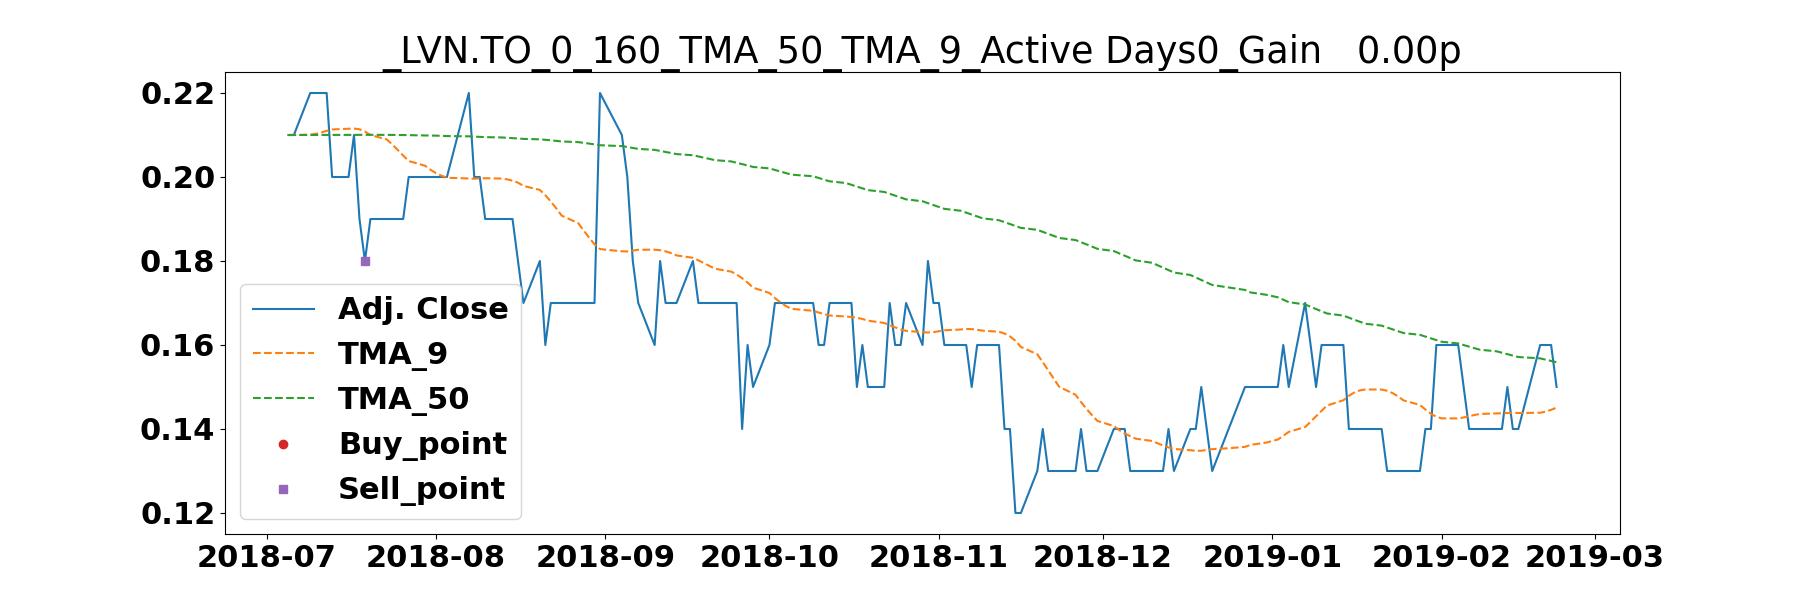 _LVN.TO_0_160_TMA_50_TMA_9_Active Days0_Gain   0.00p
0.22
0.20
0.18
0.16
0.14
0.12
Adj. Close
TMA_9
TMA_50
Buy_point
Sell_point
2018-07 2018-08 2018-09 2018-10 2018-11 2018-12 2019-01 2019-02 2019-03